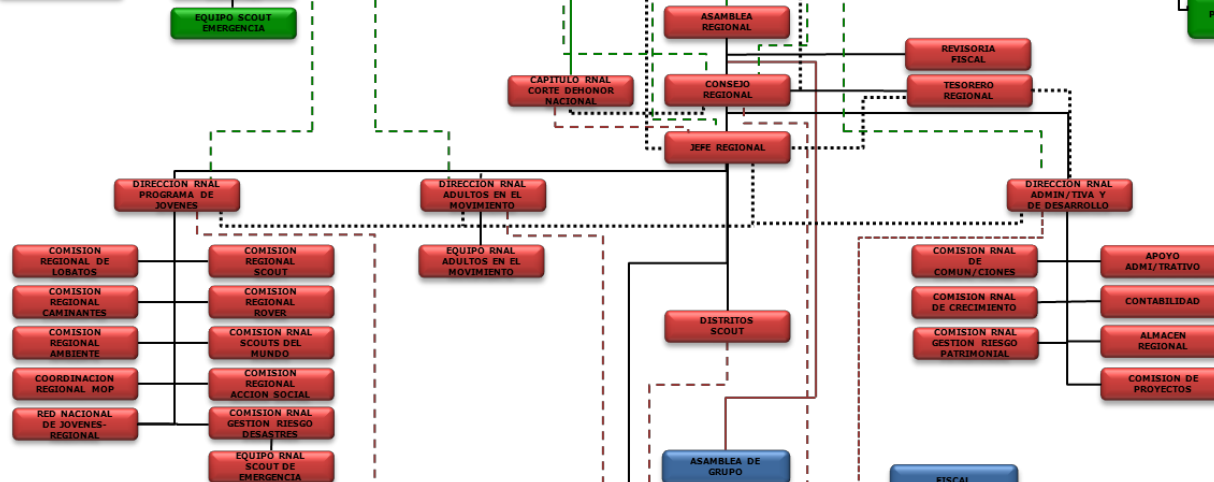 EQUIPO SCOUT
EMERGENCIA
ASAMBLEA
REGIONAL
P
REVISORIA
FISCAL
CAPITULO RNAL
CORTE DEHONOR
NACIONAL
CONSEJO
REGIONAL
TESORERO
REGIONAL
JEFE REGIONAL
DIRECCION RNAL
PROGRAMA DE
JOVENES
DIRECCION RNAL
ADULTOS EN EL
MOVIMIENTO
DIRECCION RNAL
ADMIN/TIVA Y
DE DESARROLLO
COMISION
REGIONAL DE
LOBATOS
COMISION
REGIONAL
SCOUT
EQUIPO RNAL
ADULTOS EN EL
MOVIMIENTO
COMISION RNAL
DE
COMUN/CIONES
APOYO
ADMI/TRATIVO
COMISION
REGIONAL
CAMINANTES
COMISION
REGIONAL
ROVER
COMISION RNAL
DE CRECIMIENTO
CONTABILIDAD
COMISION
REGIONAL
AMBIENTE
COMISION RNAL
SCOUTS DEL
MUNDO
DISTRITOS
SCOUT
COMISION RNAL
GESTION RIESGO
PATRIMONIAL
ALMACEN
REGIONAL
COORDINACION
REGIONAL MOP
COMISION
REGIONAL
ACCION SOCIAL
COMISION DE
PROYECTOS
RED NACIONAL
DE JOVENES-
REGIONAL
COMISION RNAL
GESTION RIESGO
DESASTRES
EQUIPO RNAL
SCOUT DE
EMERGENCIA
ASAMBLEA DE
GRUPO
FISCAL